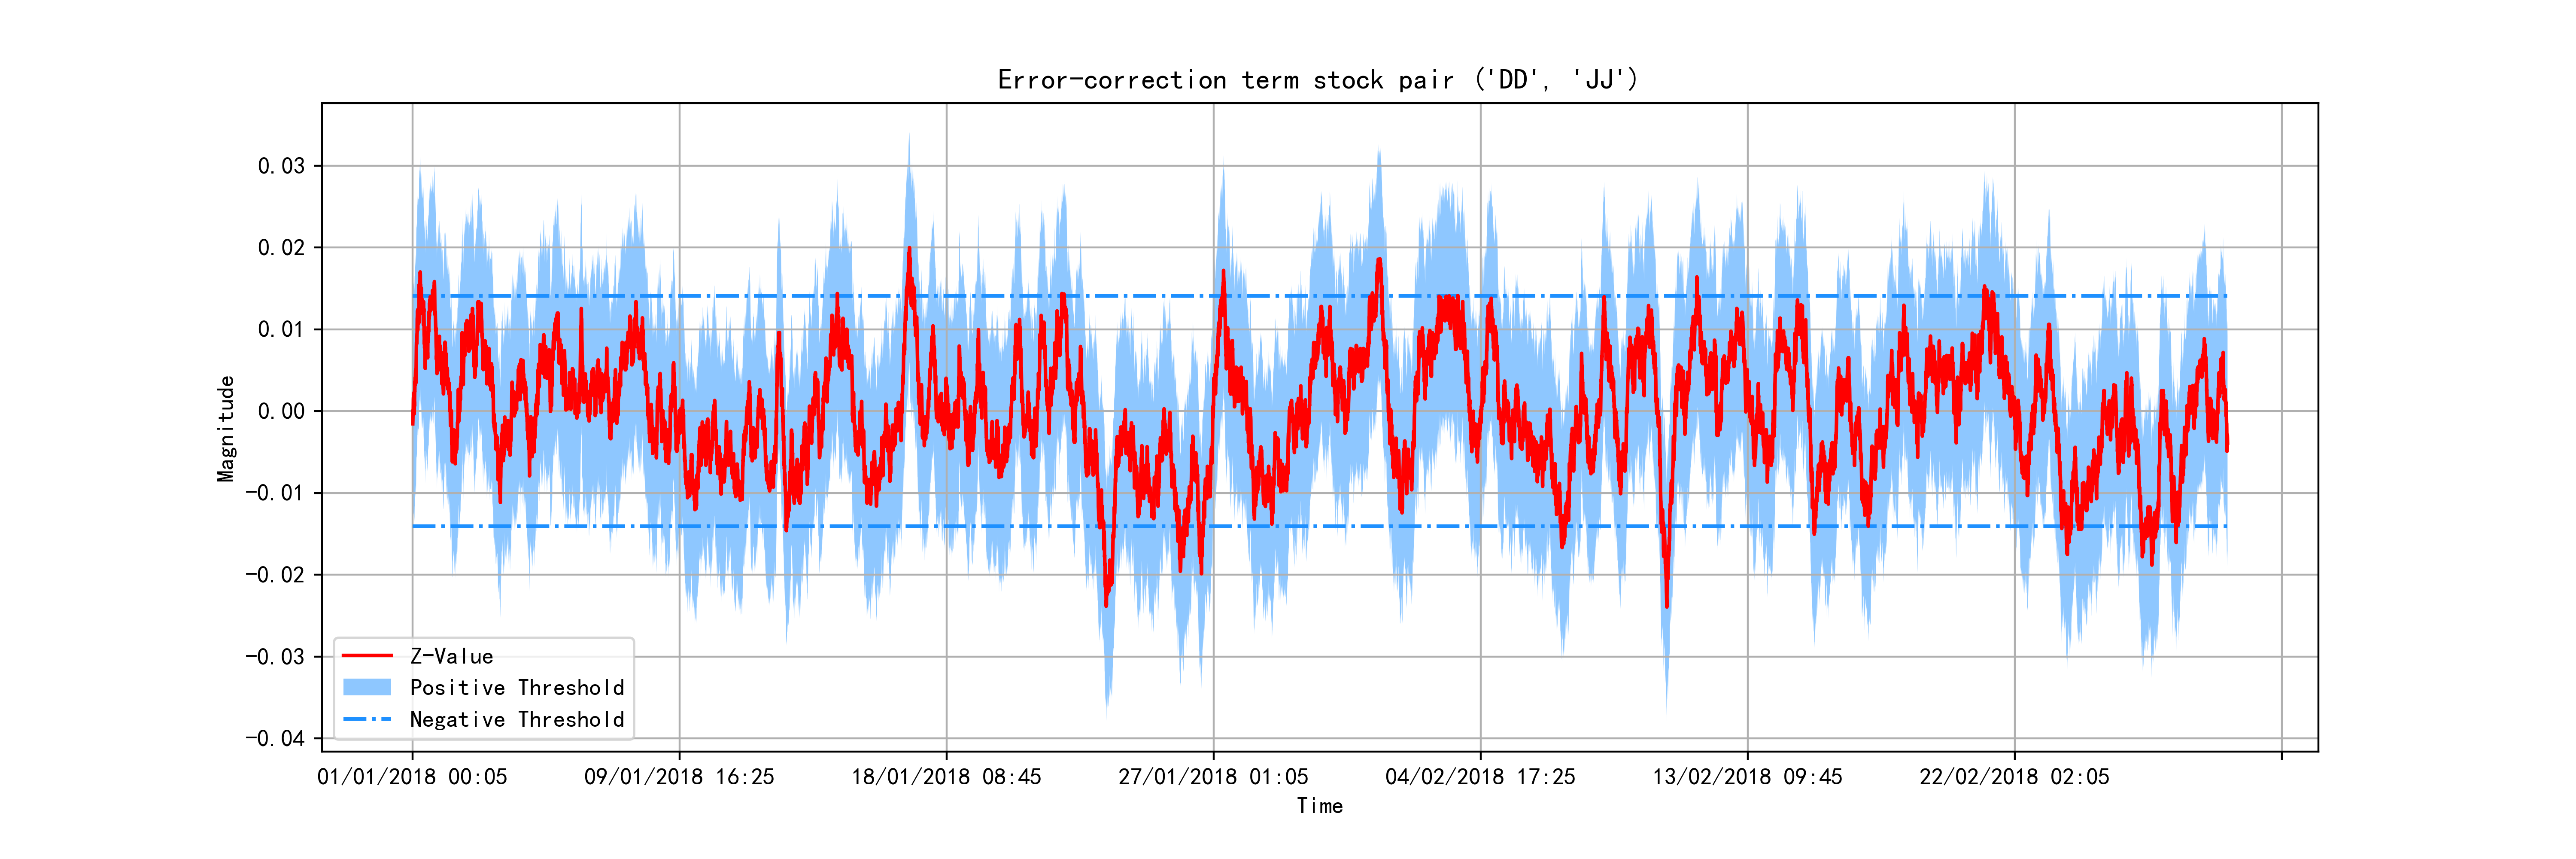 Error-correction term stock pair ('DD', 'JJ')
0.03
0.02
0.01
0.00
-0.01
-0.02
-0.03
-0.04
Magnitude
Z-Value
Positive Threshold
Negative Threshold
01/01/2018 00:05
09/01/2018 16:25
18/01/2018 08:45
27/01/2018 01:05
04/02/2018 17:25
13/02/2018 09:45
22/02/2018 02:05
Time